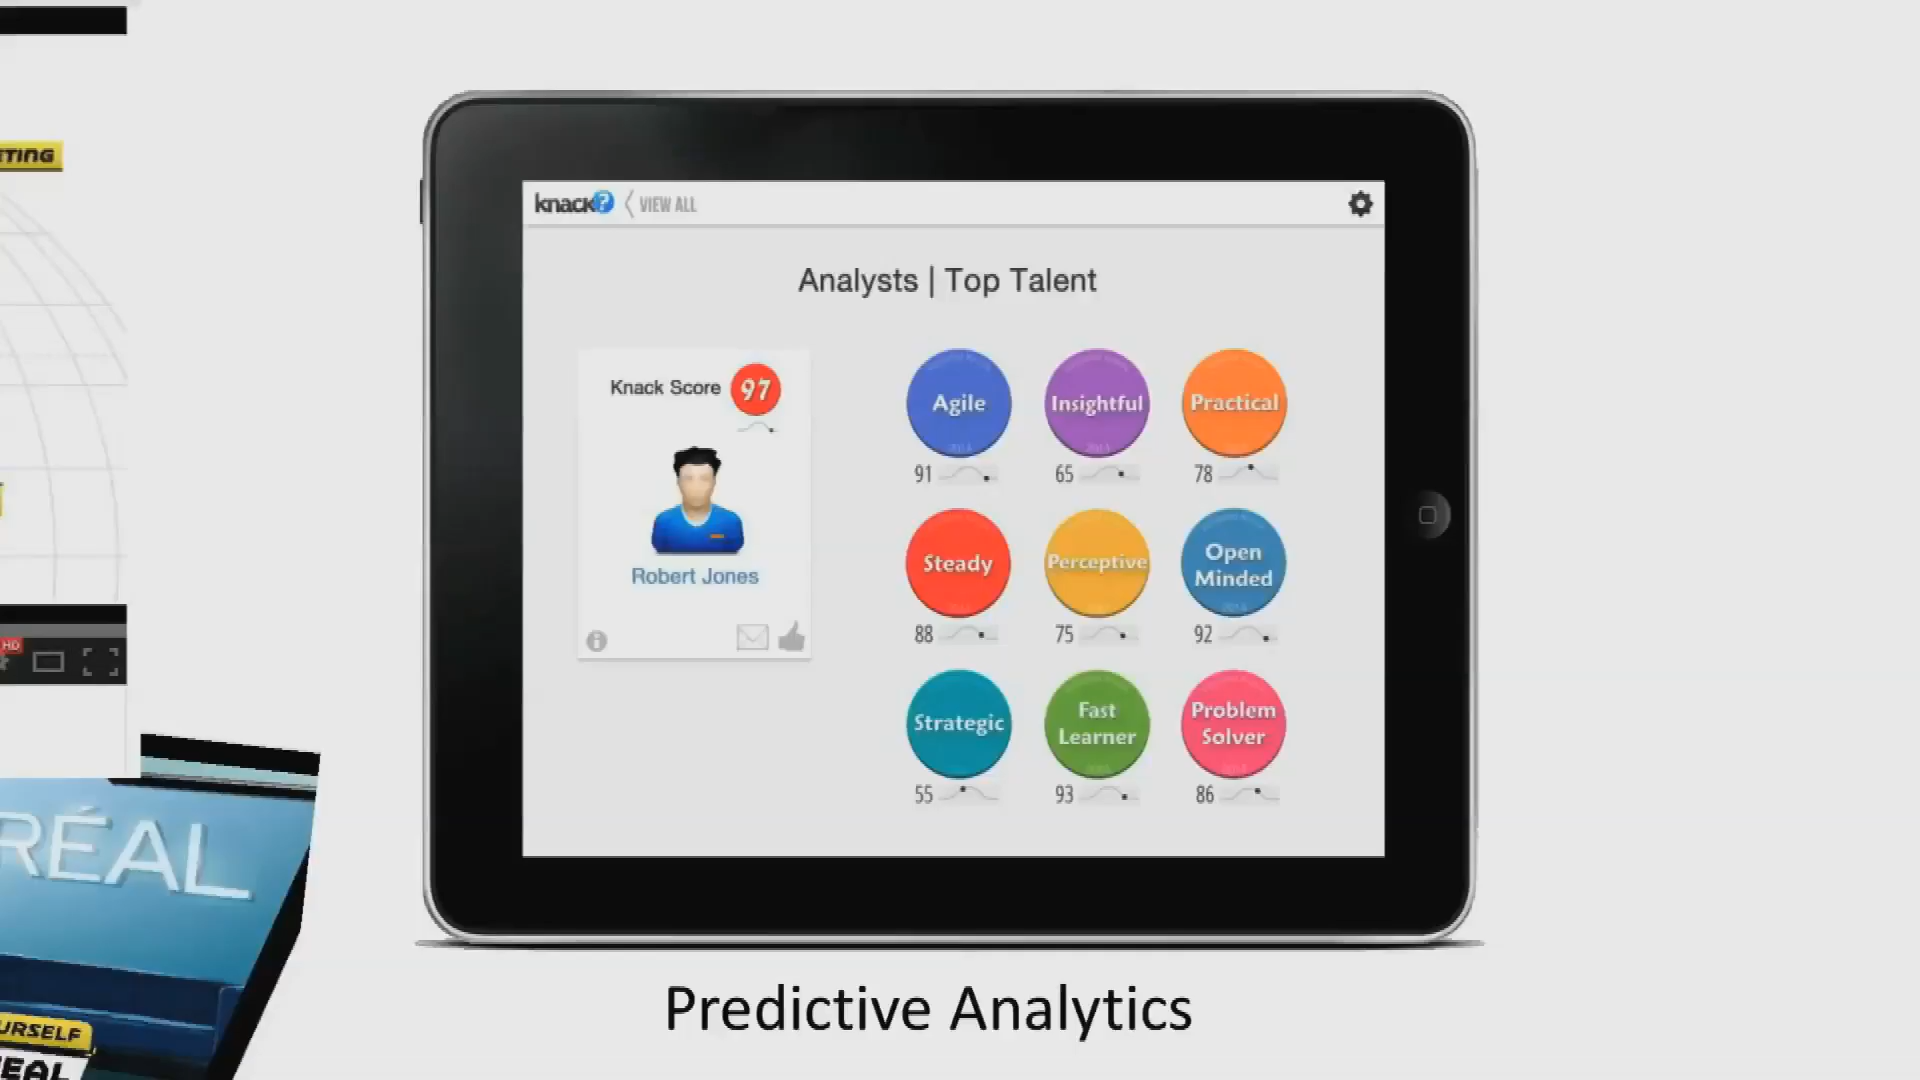 TING
knack?
VIEW ALL
Analysts | Top Talent
Knack Score 97
Robert Jones
Agile
91
Insightful
65
Practical
78
Steady
88
Perceptive
75
Open
Minded
92
Strategic
55
Fast
Learner
93
Problem
Solver
86
HD
RÉAL
URSELF
EAL
Predictive Analytics